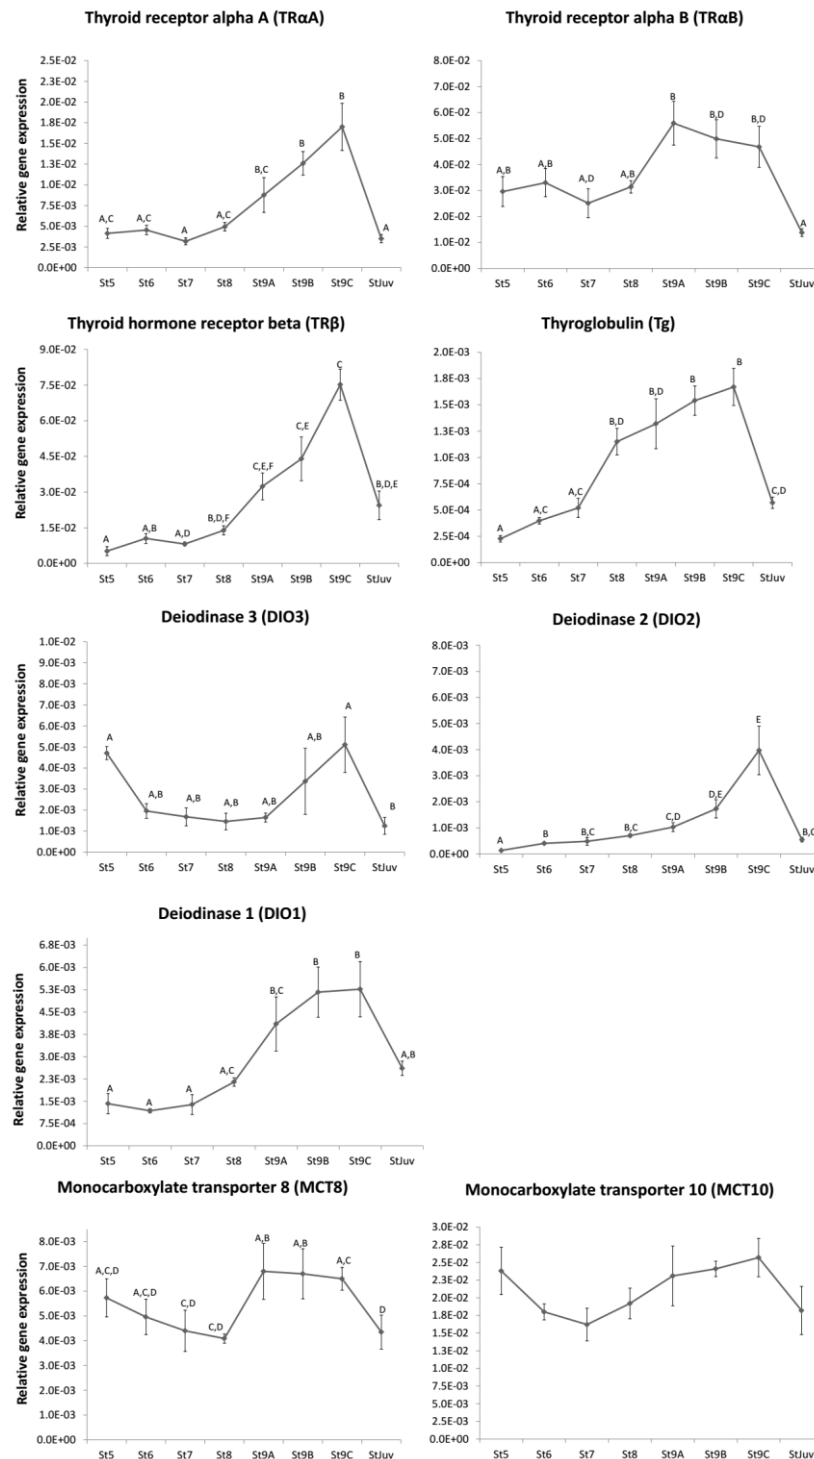 Thyroid receptor alpha A (TRαA)
Relative gene expression
2.5E-02
2.3E-02
2.0E-02
1.8E-02
1.5E-02
1.3E-02
1.0E-02
7.5E-03
5.0E-03
2.5E-03
0.0E+00
A,C
A,C
A
A,C
B,C
B
B
A
St5 St6 St7 St8 St9A St9B St9C StJuv
Thyroid receptor alpha B (TRαB)
8.0E-02
7.0E-02
6.0E-02
5.0E-02
4.0E-02
3.0E-02
2.0E-02
1.0E-02
0.0E+00
A,B
A,B
A,D
A,B
B
B,D
B,D
A
St5 St6 St7 St8 St9A St9B St9C StJuv
Thyroid hormone receptor beta (TRβ)
Relative gene expression
9.0E-02
7.5E-02
6.0E-02
4.5E-02
3.0E-02
1.5E-02
0.0E+00
A
A,B
A,D
B,D,F
C,E,F
C,E
C
B,D,E
St5 St6 St7 St8 St9A St9B St9C StJuv
Thyroglobulin (Tg)
2.0E-03
1.8E-03
1.5E-03
1.3E-03
1.0E-03
7.5E-04
5.0E-04
2.5E-04
0.0E+00
A
A,C
A,C
B,D
B,D
B
B
C,D
St5 St6 St7 St8 St9A St9B St9C StJuv
Deiodinase 3 (DIO3)
Relative gene expression
1.0E-02
9.0E-03
8.0E-03
7.0E-03
6.0E-03
5.0E-03
4.0E-03
3.0E-03
2.0E-03
1.0E-03
0.0E+00
A
A,B
A,B
A,B
A,B
A,B
A
B
St5 St6 St7 St8 St9A St9B St9C StJuv
Deiodinase 2 (DIO2)
8.0E-03
7.0E-03
6.0E-03
5.0E-03
4.0E-03
3.0E-03
2.0E-03
1.0E-03
0.0E+00
A
B
B,C
B,C
C,D
D,E
E
B,C
St5 St6 St7 St8 St9A St9B St9C StJuv
Deiodinase 1 (DIO1)
Relative gene expression
6.8E-03
6.0E-03
5.3E-03
4.5E-03
3.8E-03
3.0E-03
2.3E-03
1.5E-03
7.5E-04
0.0E+00
A
A
A
A,C
B,C
B
B
A,B
St5 St6 St7 St8 St9A St9B St9C StJuv
Monocarboxylate transporter 8 (MCT8)
Relative gene expression
8.0E-03
7.0E-03
6.0E-03
5.0E-03
4.0E-03
3.0E-03
2.0E-03
1.0E-03
0.0E+00
A,C,D
A,C,D
C,D
C,D
A,B
A,B
A,C
D
St5 St6 St7 St8 St9A St9B St9C StJuv
Monocarboxylate transporter 10 (MCT10)
3.0E-02
2.8E-02
2.5E-02
2.3E-02
2.0E-02
1.8E-02
1.5E-02
1.3E-02
1.0E-02
7.5E-03
5.0E-03
2.5E-03
0.0E+00
St5 St6 St7 St8 St9A St9B St9C StJuv